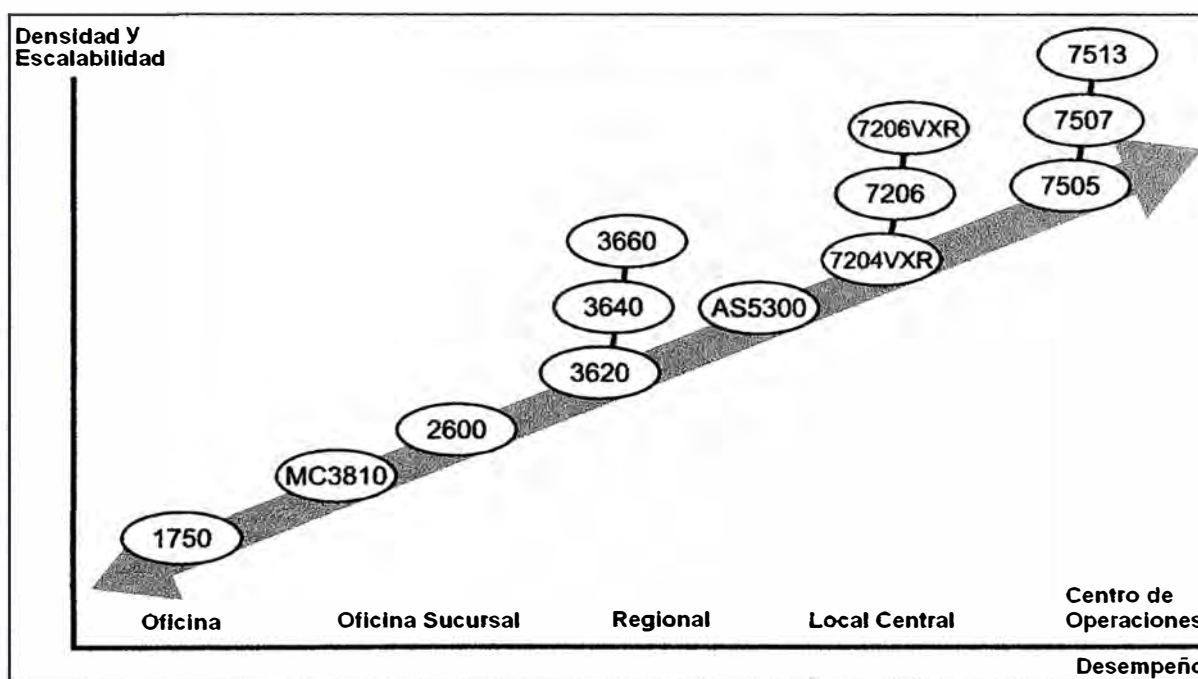 Densidad y
Escalabilidad
7513
7206VXR
7507
7206
7505
3660
7204VXR
3640
AS5300
3620
2600
MC3810
1750
Oficina
Oficina Sucursal
Regional
Local Central
Centro de
Operaciones
Desempeño